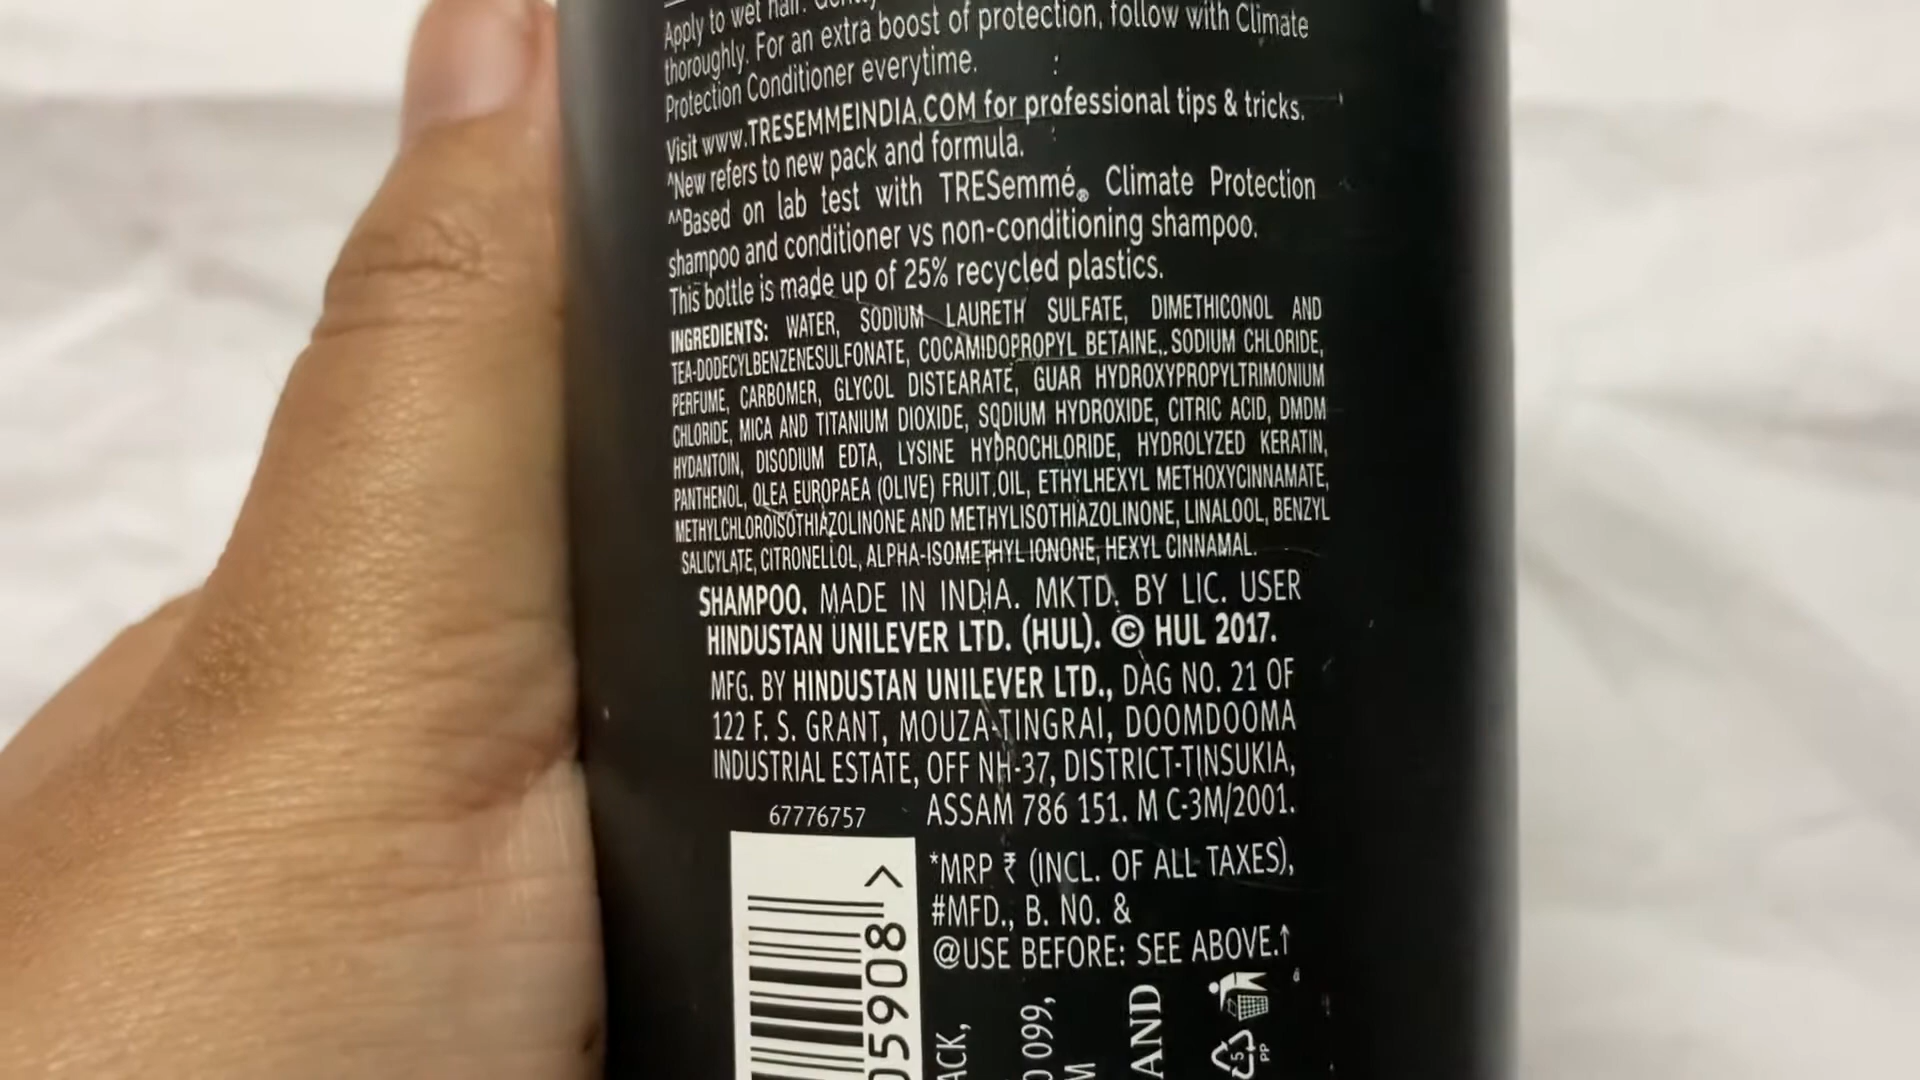 Apply to wet hair. Gently
thoroughly. For an extra boost of protection, follow with Climate
Protection Conditioner everytime.
Visit www.TRESEMMEINDIA.COM for professional tips & tricks.
^New refers to new pack and formula.
^^Based on lab test with TRESemmé® Climate Protection
shampoo and conditioner vs non-conditioning shampoo.
This bottle is made up of 25% recycled plastics.
INGREDIENTS: WATER, SODIUM LAURETH SULFATE, DIMETHICONOL AND
TEA-DODECYLBENZENESULFONATE, COCAMIDOPROPYL BETAINE, SODIUM CHLORIDE,
PERFUME, CARBOMER, GLYCOL DISTEARATE, GUAR HYDROXYPROPYLTRIMONIUM
CHLORIDE, MICA AND TITANIUM DIOXIDE, SODIUM HYDROXIDE, CITRIC ACID, DMDM
HYDANTOIN, DISODIUM EDTA, LYSINE HYDROCHLORIDE, HYDROLYZED KERATIN,
PANTHENOL, OLEA EUROPAEA (OLIVE) FRUIT OIL, ETHYLHEXYL METHOXYCINNAMATE,
METHYLCHLOROISOTHIAZOLINONE AND METHYLISOTHIAZOLINONE, LINALOOL, BENZYL
SALICYLATE, CITRONELLOL, ALPHA-ISOMETHYL IONONE, HEXYL CINNAMAL.
SHAMPOO. MADE IN INDIA. MKTD. BY LIC. USER
HINDUSTAN UNILEVER LTD. (HUL). © HUL 2017.
MFG. BY HINDUSTAN UNILEVER LTD., DAG NO. 21 OF
122 F. S. GRANT, MOUZA-TINGRAI, DOOMDOOMA
INDUSTRIAL ESTATE, OFF NH-37, DISTRICT-TINSUKIA,
ASSAM 786 151. M C-3M/2001.
67776757
*MRP ₹ (INCL. OF ALL TAXES),
#MFD., B. NO. &
@USE BEFORE: SEE ABOVE.↑
05908>
ACK,
099,
M
AND
5
PP